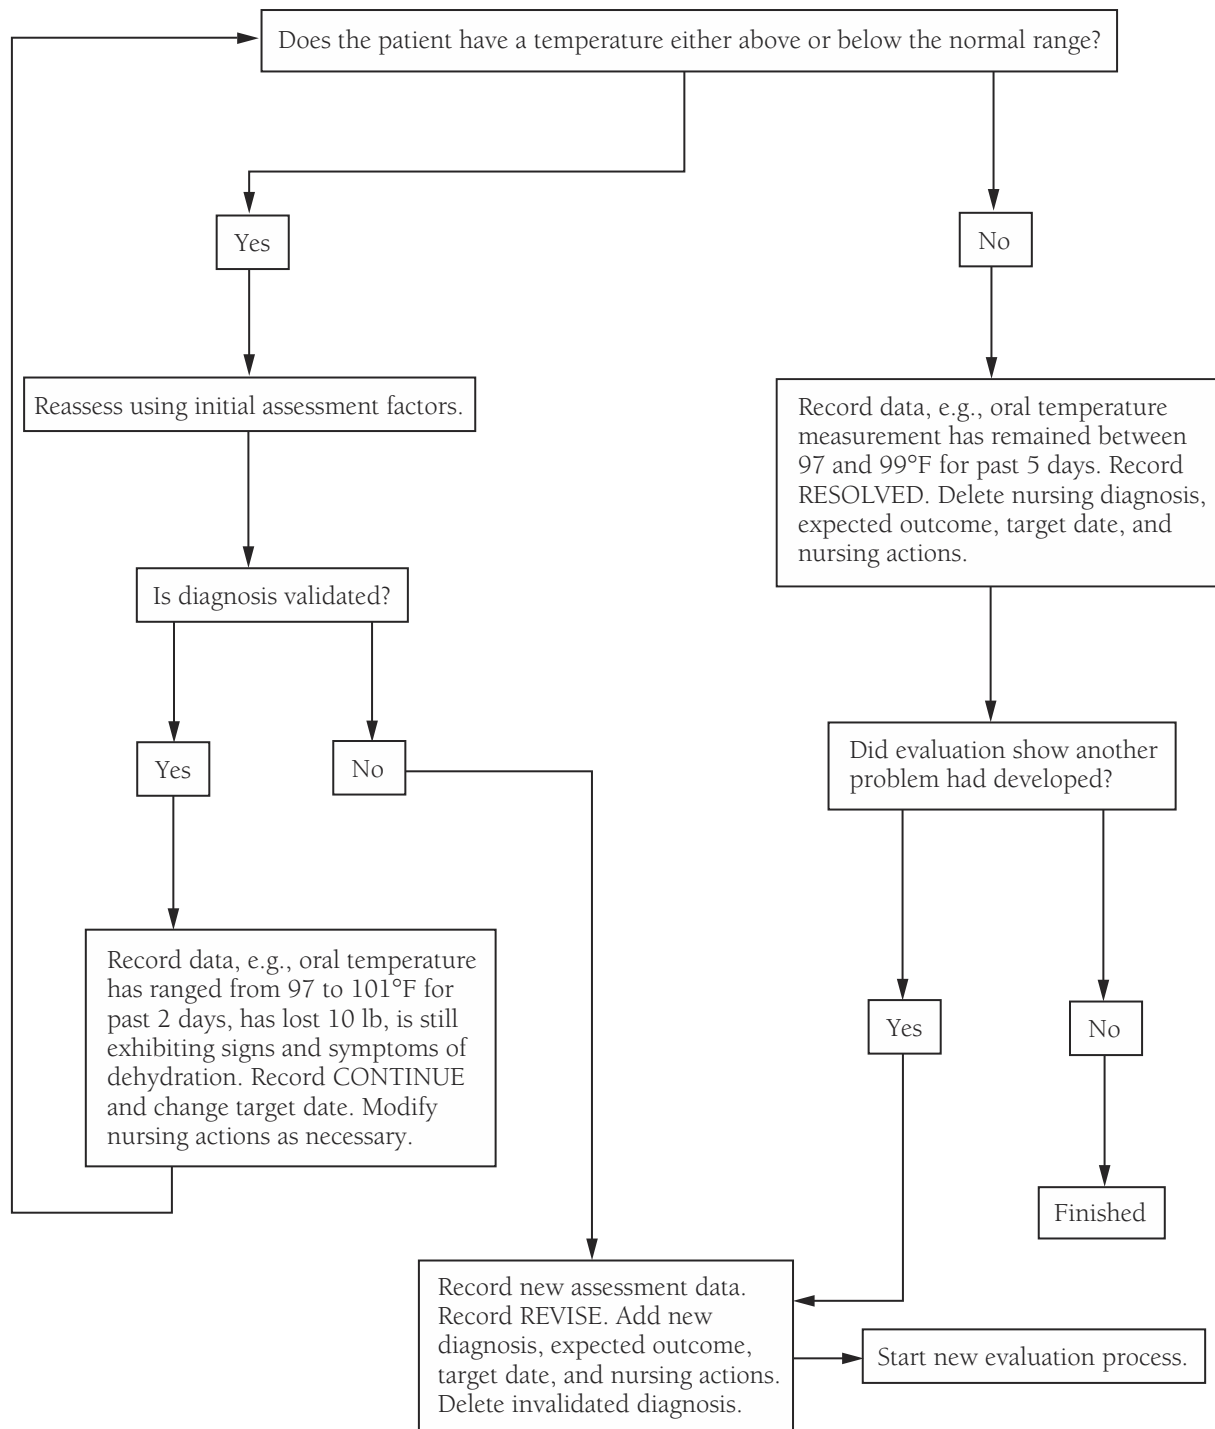 Does the patient have a temperature either above or below the normal range?
Yes
No
Reassess using initial assessment factors.
Record data, e.g., oral temperature
measurement has remained between
97 and 99°F for past 5 days. Record
RESOLVED. Delete nursing diagnosis,
expected outcome, target date, and
nursing actions.
Is diagnosis validated?
Yes
No
Did evaluation show another
problem had developed?
Record data, e.g., oral temperature
has ranged from 97 to 101°F for
past 2 days, has lost 10 lb, is still
exhibiting signs and symptoms of
dehydration. Record CONTINUE
and change target date. Modify
nursing actions as necessary.
Yes
No
Finished
Record new assessment data.
Record REVISE. Add new
diagnosis, expected outcome,
target date, and nursing actions.
Delete invalidated diagnosis.
Start new evaluation process.